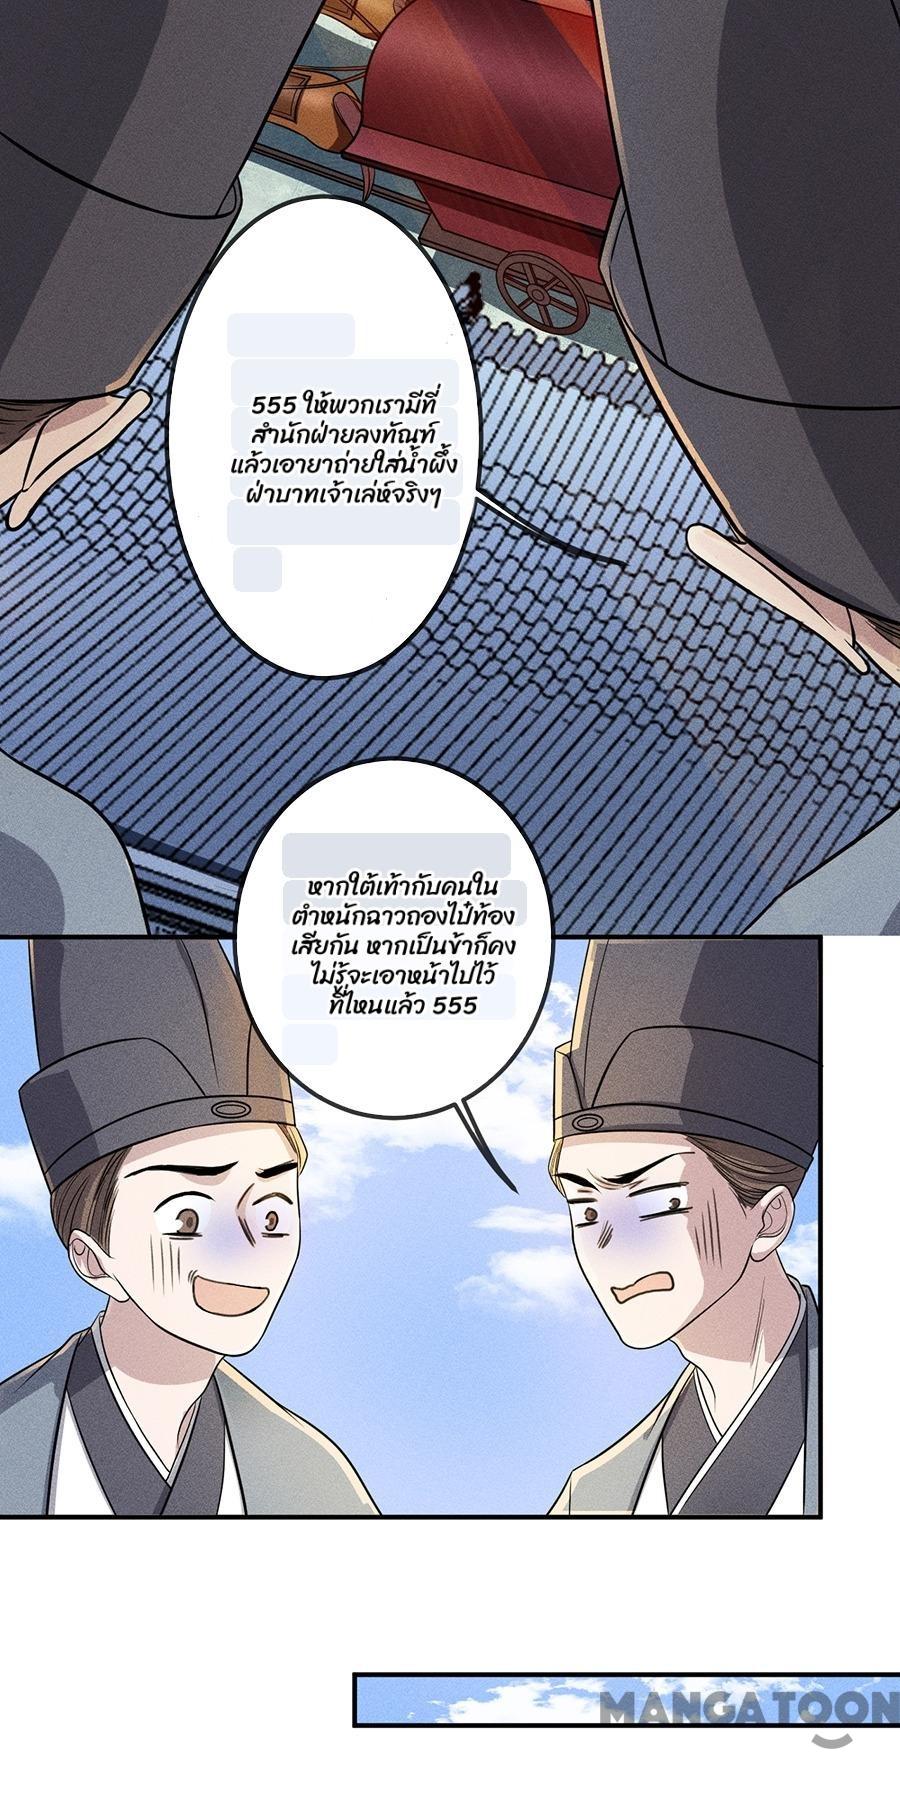 555 ให้พวกเรามีที่
สำนักฝ่ายลงทัณฑ์
แล้วเอายาถ่ายใส่น้ำผึ้ง
ฝ่าบาทเจ้าเล่ห์จริงๆ
หากใต้เท้ากับคนใน
ตำหนักฉาวถองไป๋ท้อง
เสียกัน หากเป็นข้าก็คง
ไม่รู้จะเอาหน้าไปไว้
ที่ไหนแล้ว 555
MANGATOON